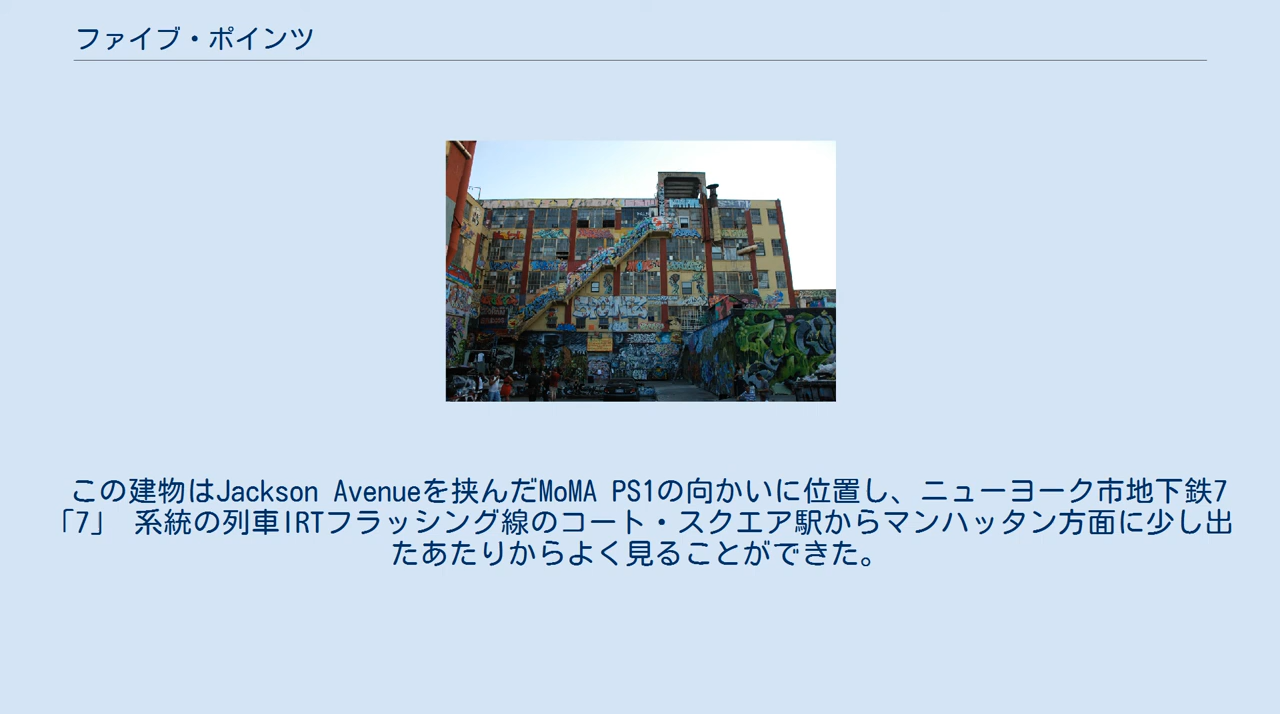 ファイブ・ポインツ
この建物はJackson Avenueを挟んだMoMA PS1の向かいに位置し、ニューヨーク市地下鉄7
「7」 系統の列車IRTフラッシング線のコート・スクエア駅からマンハッタン方面に少し出
たあたりからよく見ることができた。